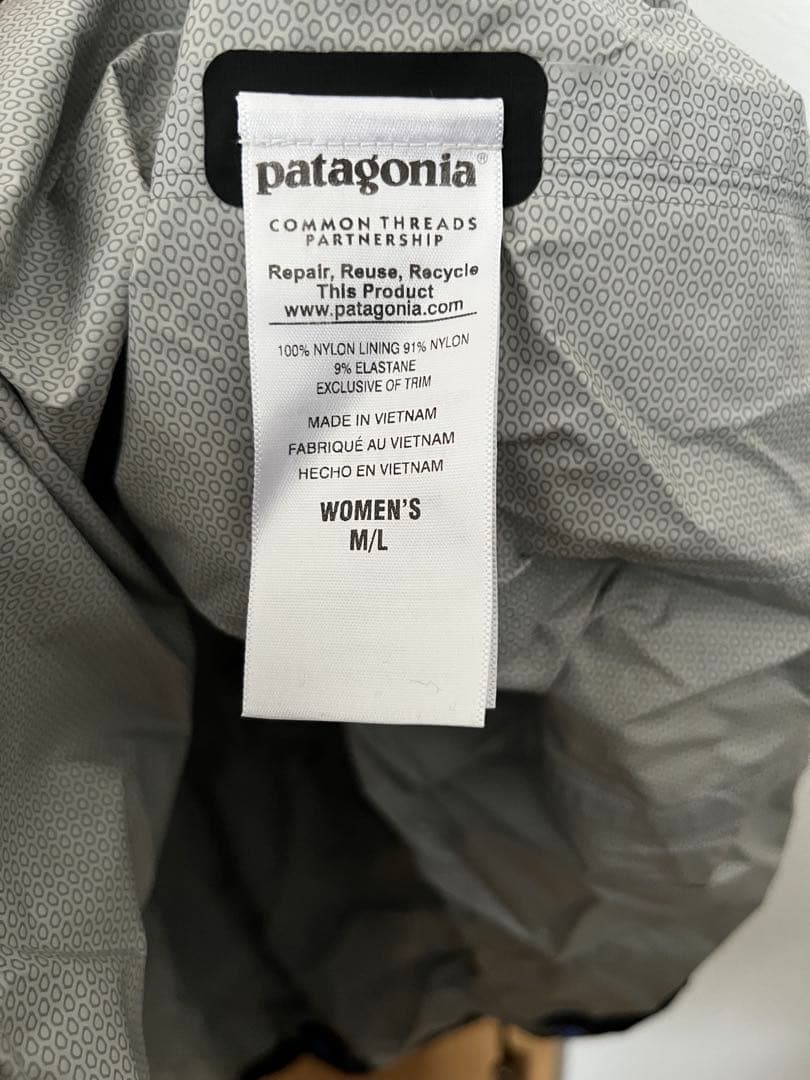 patagonia®
COMMON THREADS
PARTNERSHIP
Repair, Reuse, Recycle
This Product
www.patagonia.com
100% NYLON LINING 91% NYLON
9% ELASTANE
EXCLUSIVE OF TRIM
MADE IN VIETNAM
FABRIQUÉ AU VIETNAM
HECHO EN VIETNAM
WOMEN'S
M/L